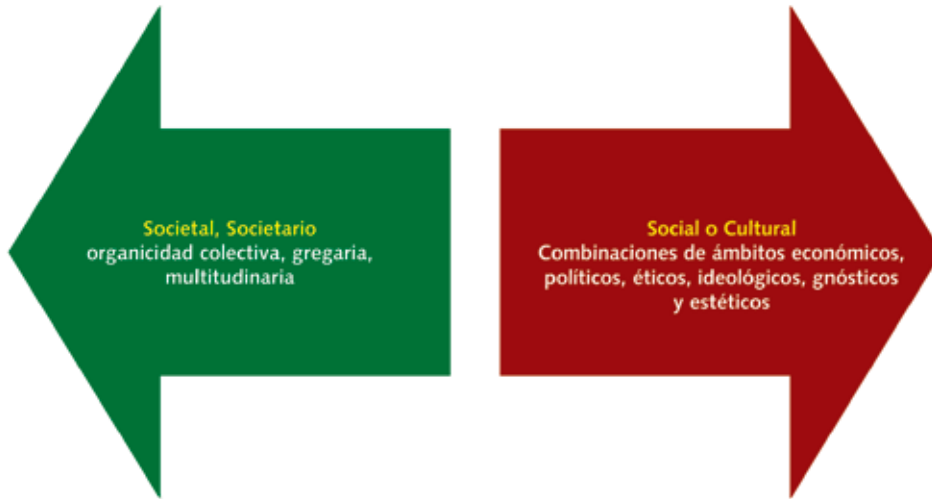 Societal, Societario
organicidad colectiva, gregaria,
multitudinaria
Social o Cultural
Combinaciones de ámbitos económicos,
políticos, éticos, ideológicos, gnósticos
y estéticos